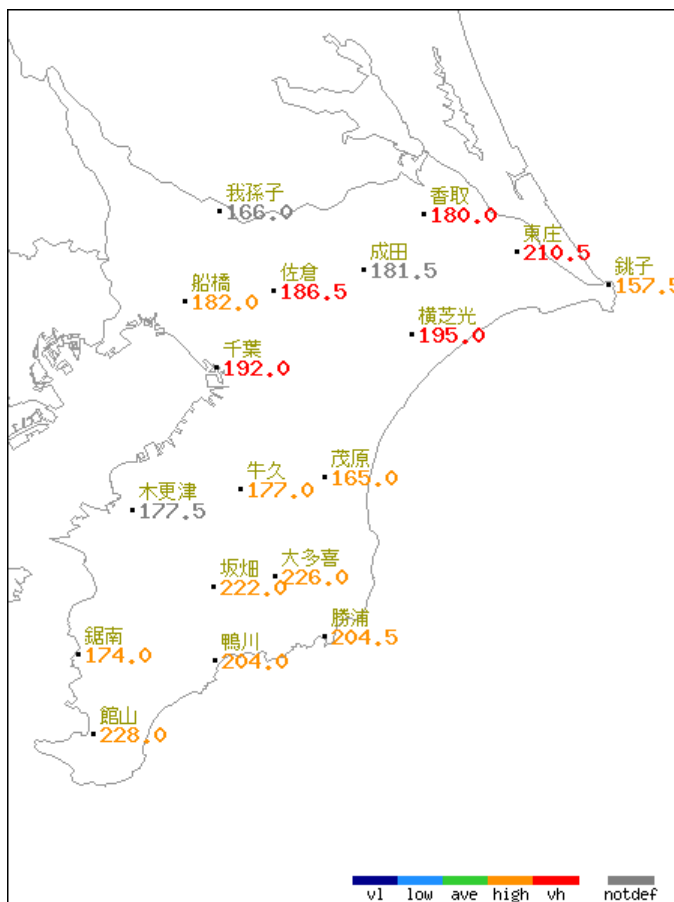 我孫子
166.0
香取
180.0
東庄
210.5
成田
181.5
銚子
157.5
船橋
182.0
佐倉
186.5
横芝光
195.0
千葉
192.0
茂原
165.0
牛久
177.0
木更津
177.5
大多喜
226.0
坂畑
222.0
勝浦
204.5
鋸南
174.0
鴨川
204.0
館山
228.0
vl low ave high vh notdef